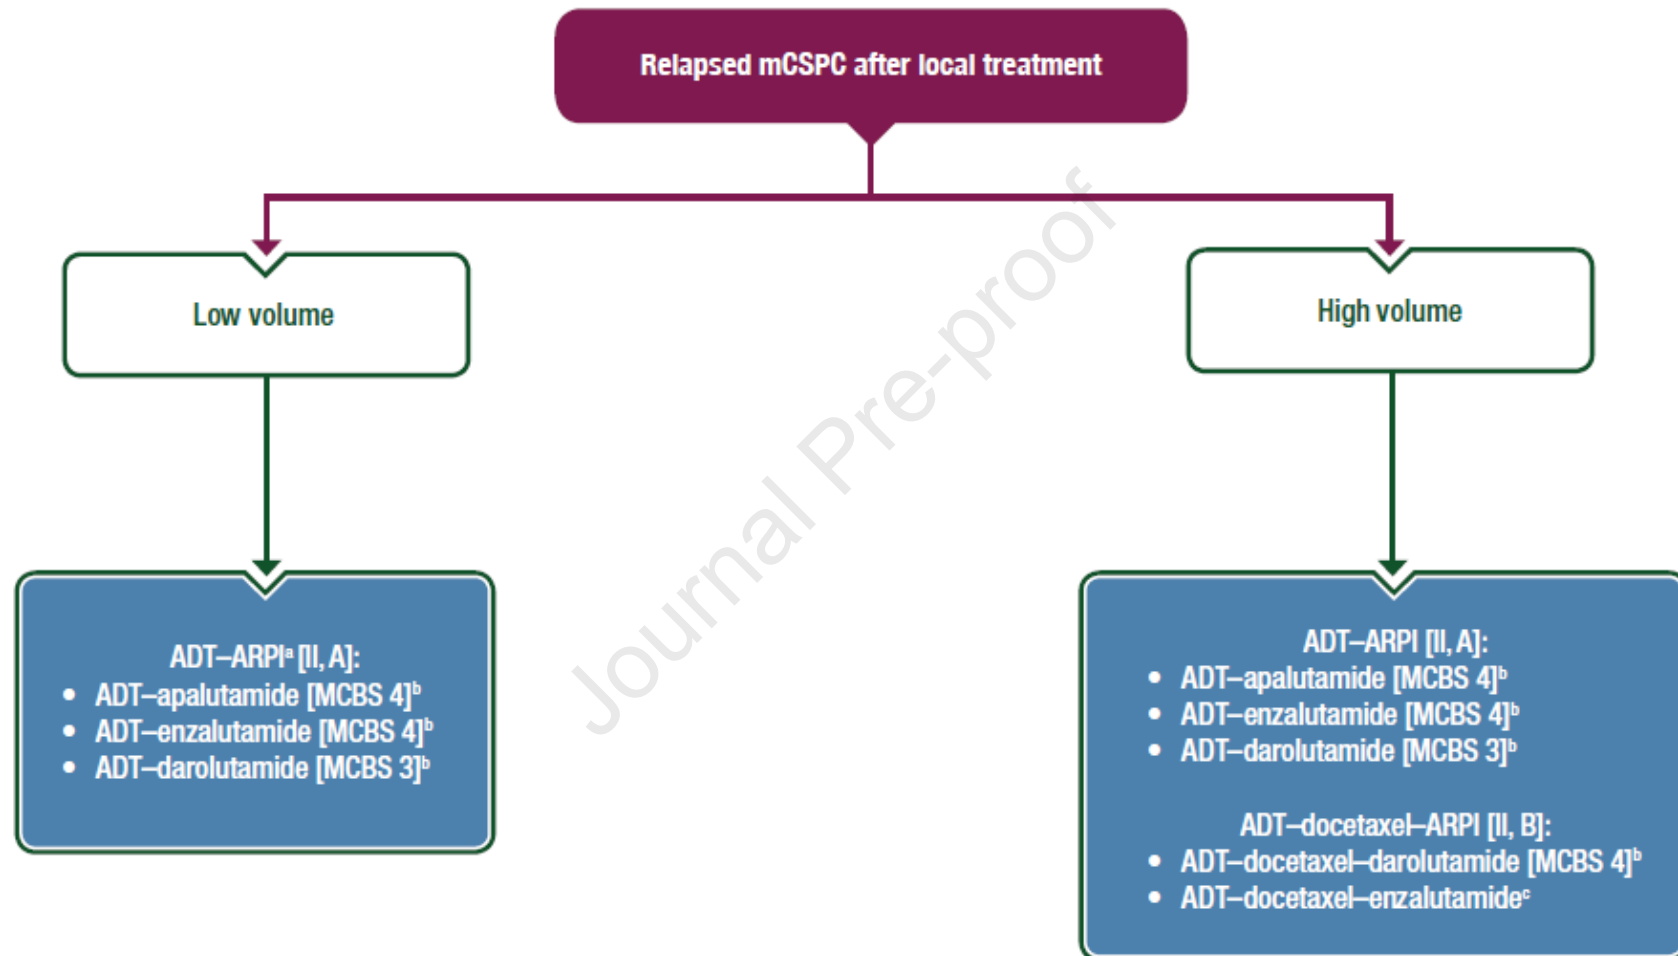 Relapsed mCSPC after local treatment
Low volume
High volume
ADT–ARPIᵃ [II, A]:
• ADT–apalutamide [MCBS 4]ᵇ
• ADT–enzalutamide [MCBS 4]ᵇ
• ADT–darolutamide [MCBS 3]ᵇ
ADT–ARPI [II, A]:
• ADT–apalutamide [MCBS 4]ᵇ
• ADT–enzalutamide [MCBS 4]ᵇ
• ADT–darolutamide [MCBS 3]ᵇ
ADT–docetaxel–ARPI [II, B]:
• ADT–docetaxel–darolutamide [MCBS 4]ᵇ
• ADT–docetaxel–enzalutamideᶜ
Journal Pre-proof